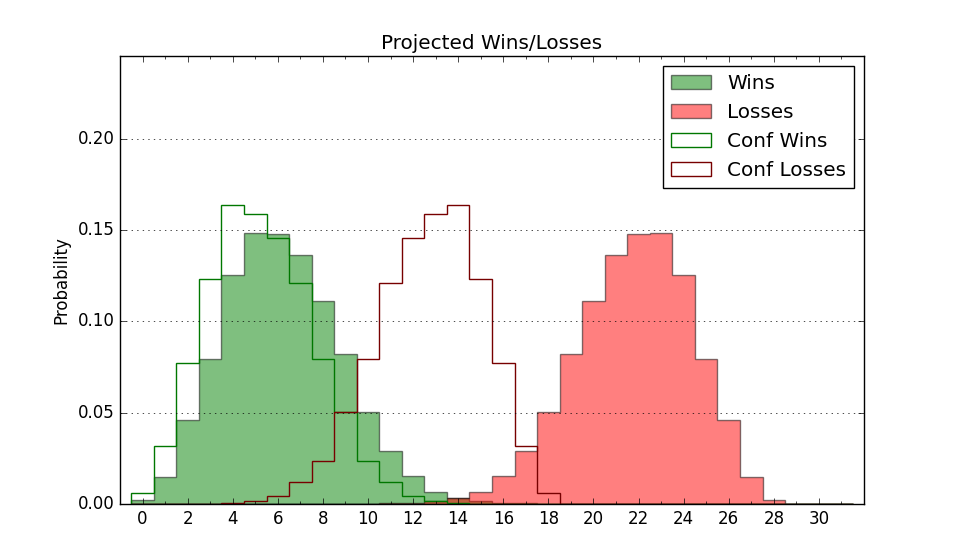 Projected Wins/Losses
Wins
Losses
Conf Wins
Conf Losses
Probability
0.20
0.15
0.10
0.05
0.00
0 2 4 6 8 10 12 14 16 18 20 22 24 26 28 30